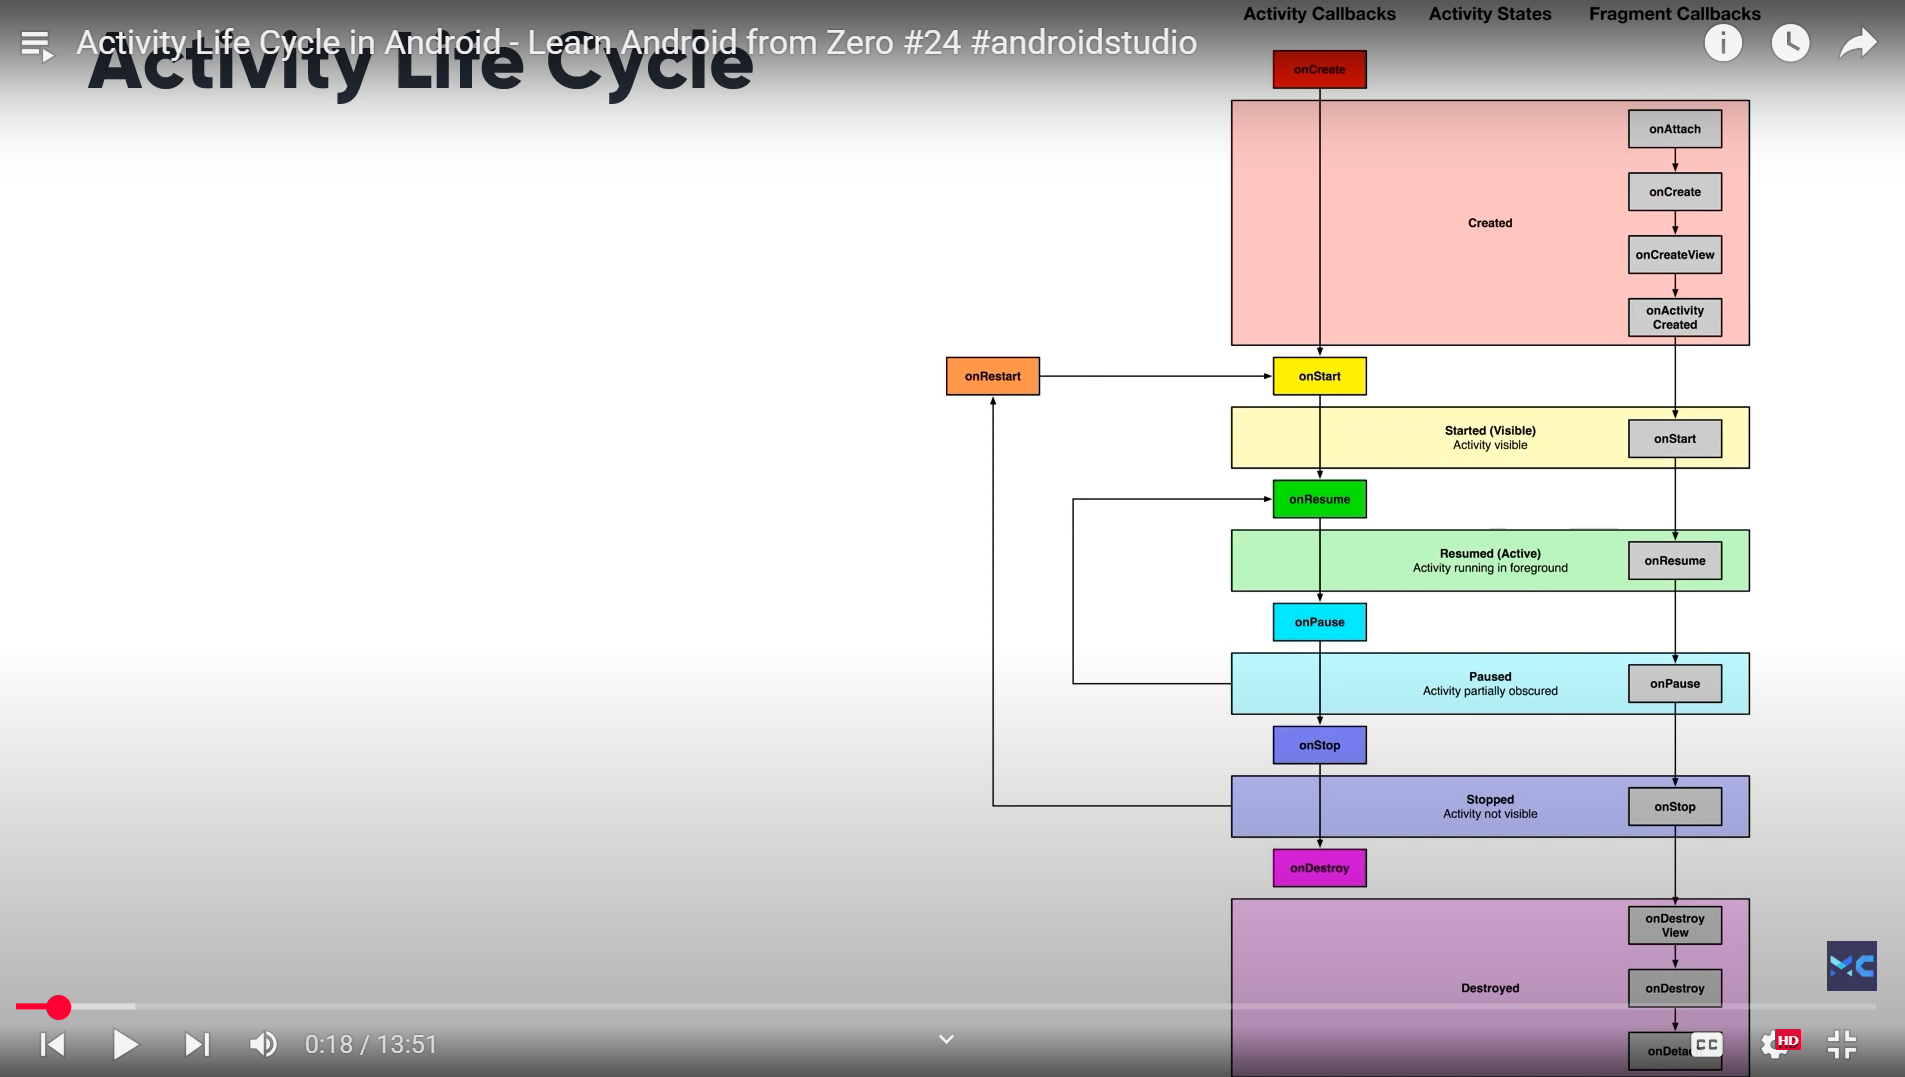 Activity Life Cycle in Android - Learn Android from Zero #24 #androidstudio
Activity Life Cycle
Activity Callbacks Activity States Fragment Callbacks
onCreate
onAttach
onCreate
Created
onCreateView
onActivity
Created
onRestart
onStart
Started (Visible)
Activity visible
onStart
onResume
Resumed (Active)
Activity running in foreground
onResume
onPause
Paused
Activity partially obscured
onPause
onStop
Stopped
Activity not visible
onStop
onDestroy
onDestroy
View
Destroyed
onDestroy
0:18 / 13:51
CC
HD